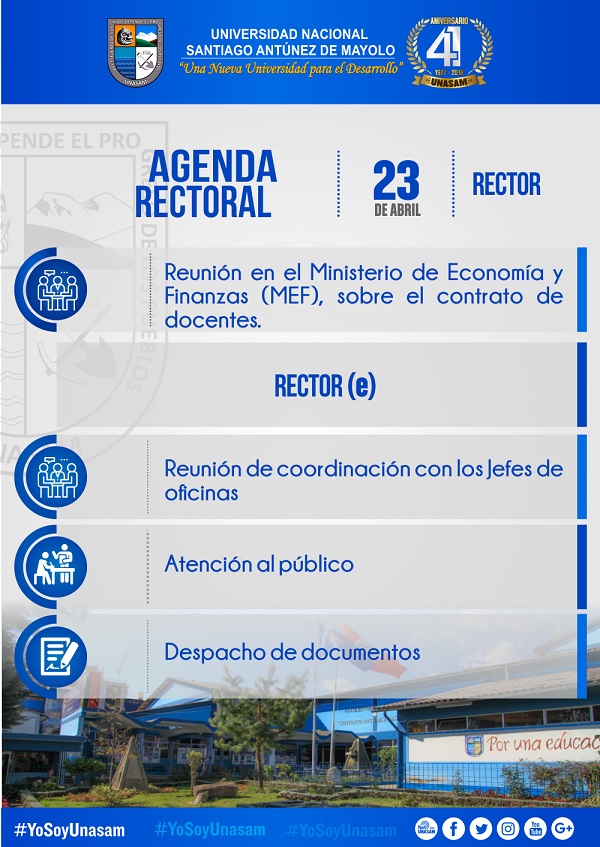 UNIVERSIDAD NACIONAL
SANTIAGO ANTÚNEZ DE MAYOLO
“Una Nueva Universidad para el Desarrollo”
UNASAM
ANIVERSARIO
41
1977 - 2018
UNASAM
PENDE EL PRO
AGENDA
RECTORAL
23
DE ABRIL
RECTOR
Reunión en el Ministerio de Economía y
Finanzas (MEF), sobre el contrato de
docentes.
RECTOR (e)
Reunión de coordinación con los Jefes de
oficinas
Atención al público
Despacho de documentos
Por una educac
#YoSoyUnasam
#YoSoyUnasam
#YoSoyUnasam
You
Tube
G+